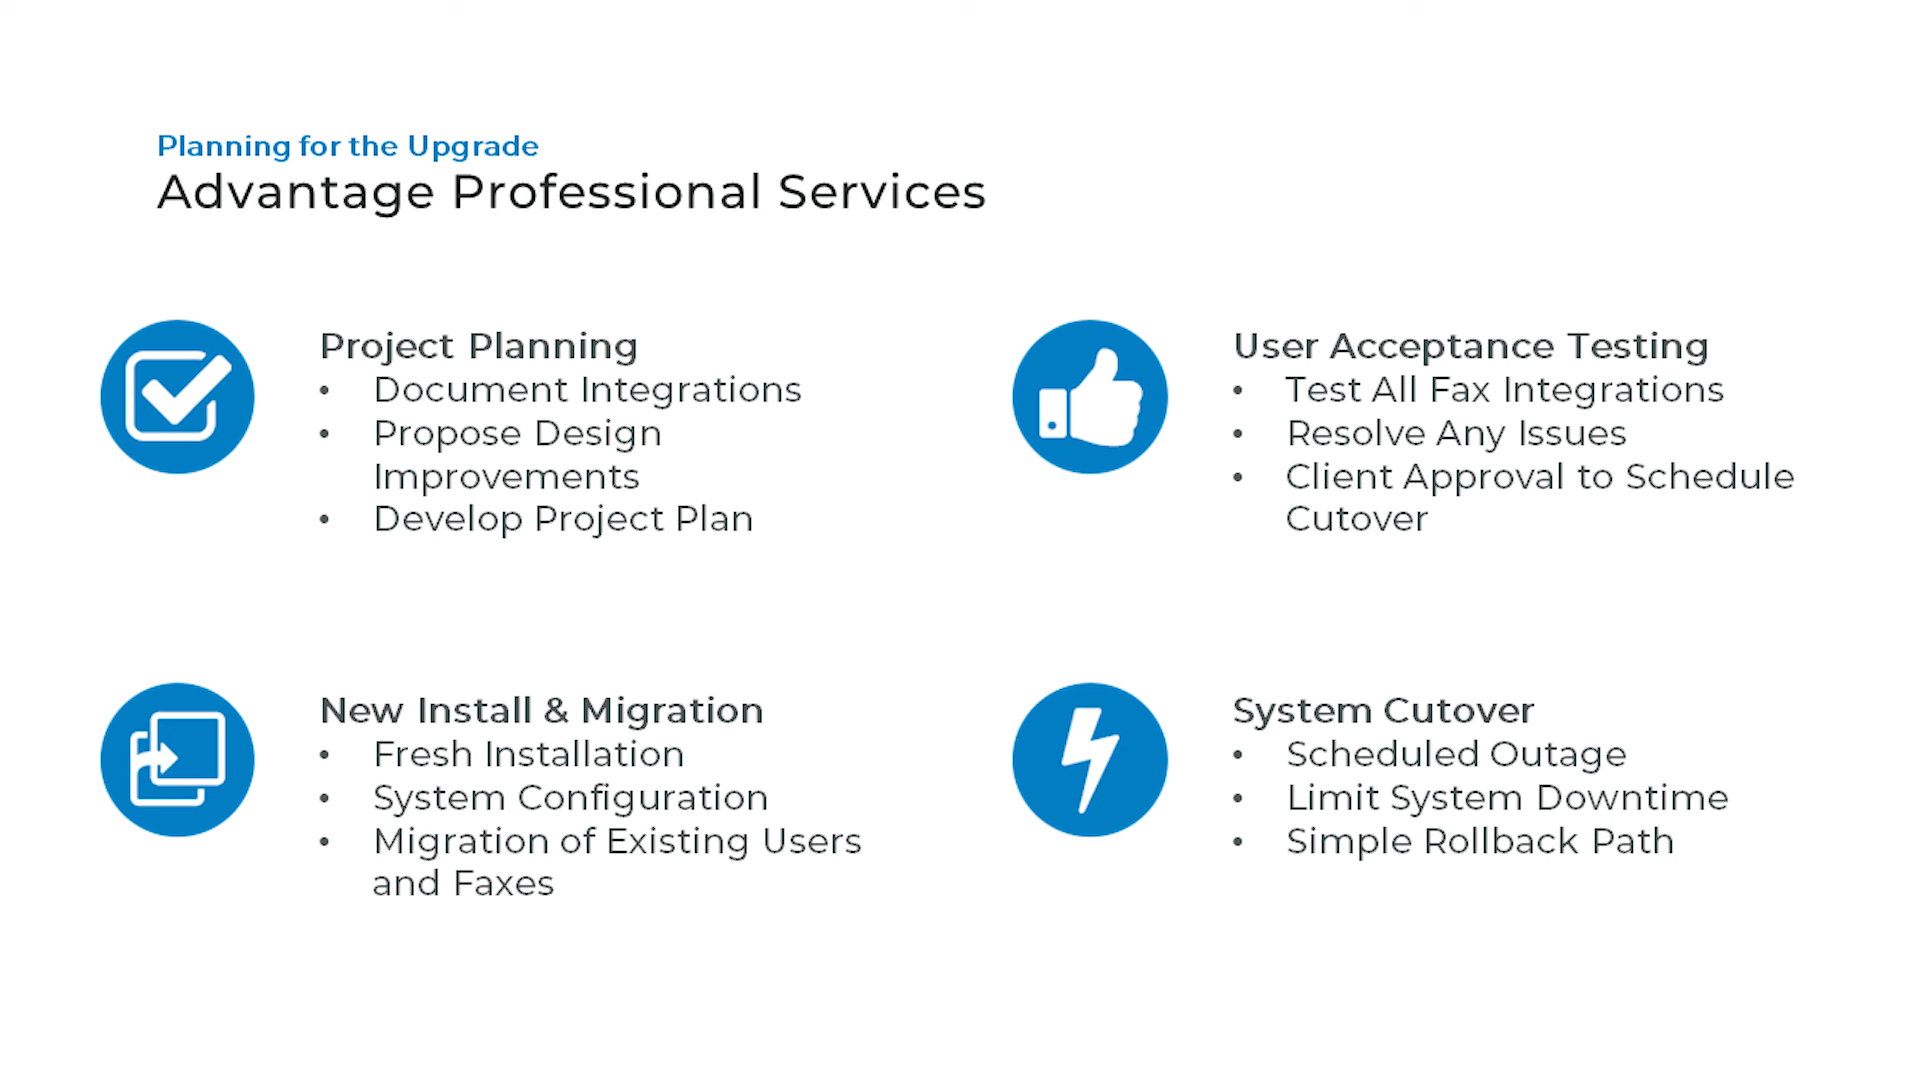 Planning for the Upgrade
Advantage Professional Services
Project Planning
• Document Integrations
• Propose Design
Improvements
• Develop Project Plan
New Install & Migration
• Fresh Installation
• System Configuration
• Migration of Existing Users
and Faxes
User Acceptance Testing
• Test All Fax Integrations
• Resolve Any Issues
• Client Approval to Schedule
Cutover
System Cutover
• Scheduled Outage
• Limit System Downtime
• Simple Rollback Path